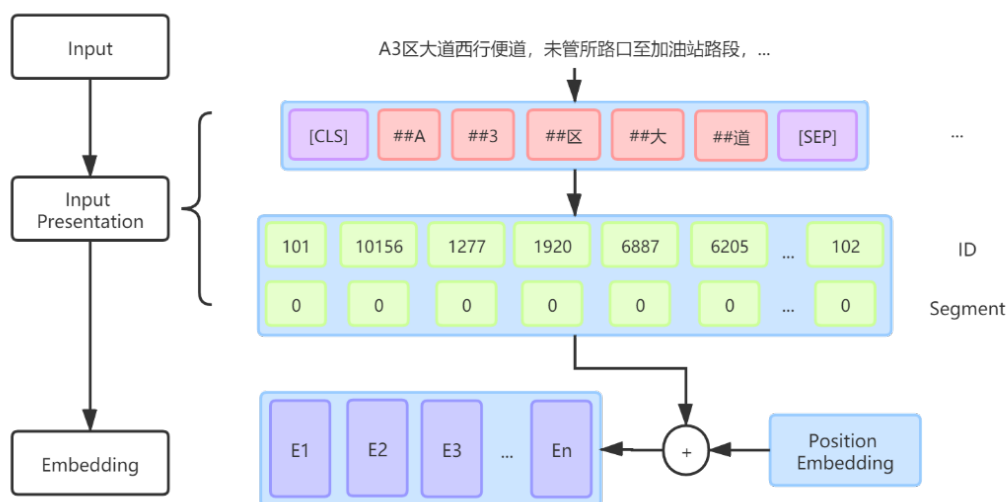 Input
A3区大道西行便道，未管所路口至加油站路段，...
[CLS] ##A ##3 ##区 ##大 ##道 [SEP] ...
Input
Presentation
101 10156 1277 1920 6887 6205 ... 102 ID
0 0 0 0 0 0 ... 0 Segment
Embedding
E1 E2 E3 ... En
+
Position
Embedding